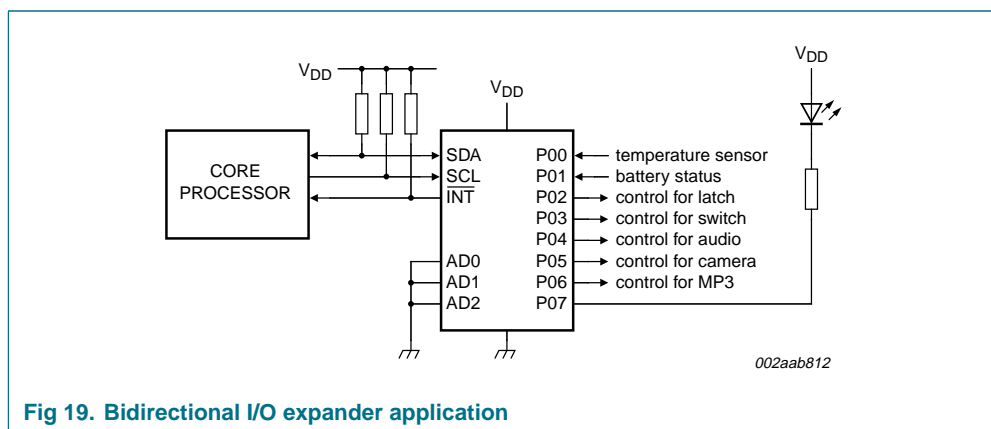 VDD
VDD
VDD
CORE
PROCESSOR
SDA
SCL
INT
AD0
AD1
AD2
P00
P01
P02
P03
P04
P05
P06
P07
temperature sensor
battery status
control for latch
control for switch
control for audio
control for camera
control for MP3
002aab812
Fig 19. Bidirectional I/O expander application